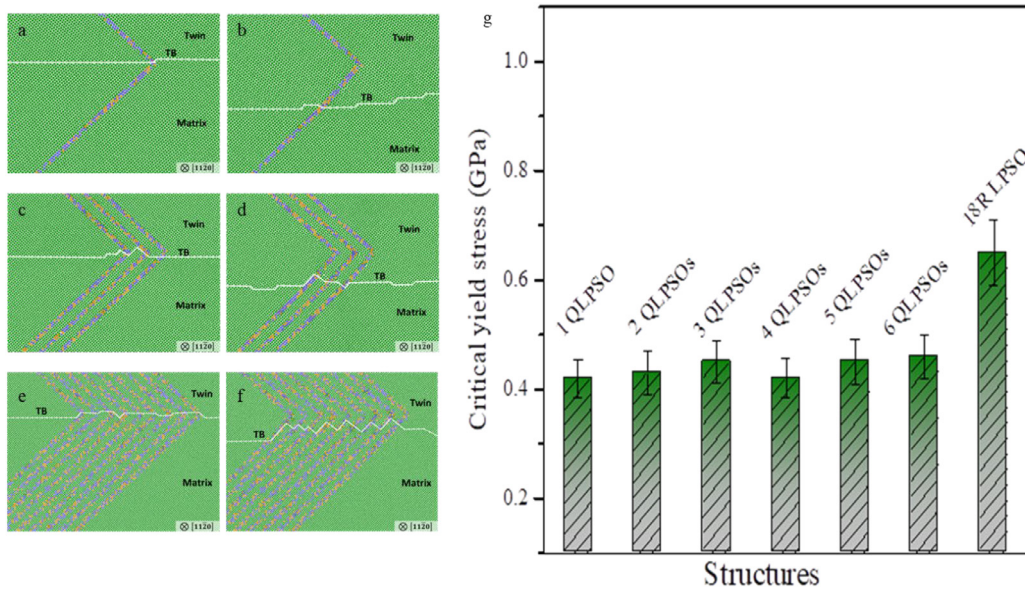 a
Twin
TB
Matrix
⊗ [112̄0]
b
Twin
TB
Matrix
⊗ [112̄0]
c
Twin
TB
Matrix
⊗ [112̄0]
d
Twin
TB
Matrix
⊗ [112̄0]
e
Twin
TB
Matrix
⊗ [112̄0]
f
Twin
TB
Matrix
⊗ [112̄0]
g
Critical yield stress (GPa)
1.0
0.8
0.6
0.4
0.2
1 QLPSO
2 QLPSOs
3 QLPSOs
4 QLPSOs
5 QLPSOs
6 QLPSOs
18R LPSO
Structures